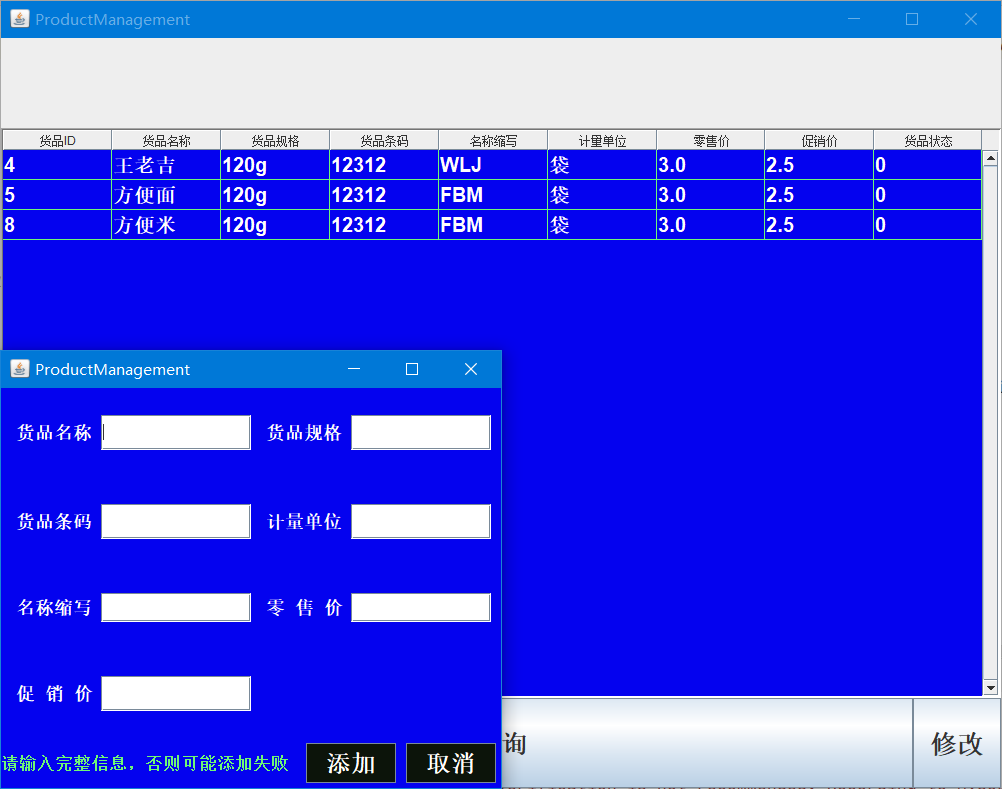 ProductManagement
货品ID 货品名称 货品规格 货品条码 名称缩写 计量单位 零售价 促销价 货品状态
4 王老吉 120g 12312 WLJ 袋 3.0 2.5 0
5 方便面 120g 12312 FBM 袋 3.0 2.5 0
8 方便米 120g 12312 FBM 袋 3.0 2.5 0
ProductManagement
货品名称 货品规格
货品条码 计量单位
名称缩写 零 售 价
促 销 价
请输入完整信息，否则可能添加失败 添加 取消
询 修改